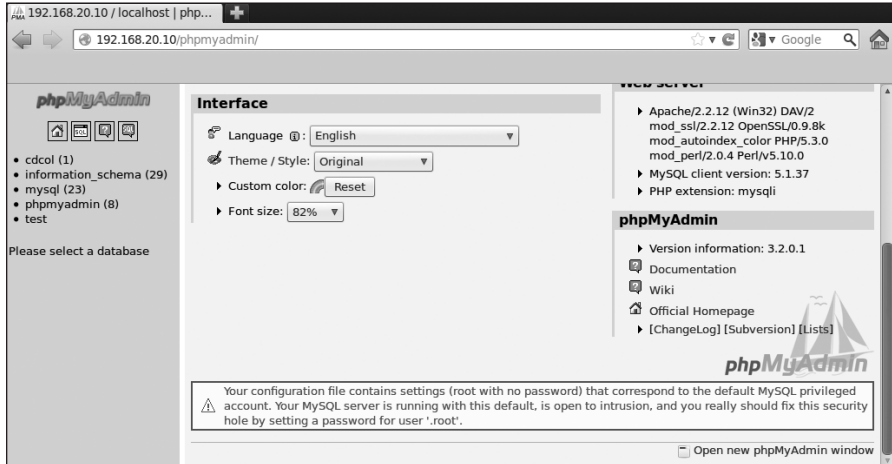 192.168.20.10 / localhost | php...
192.168.20.10/phpmyadmin/
Google
phpMyAdmin
cdcol (1)
information_schema (29)
mysql (23)
phpmyadmin (8)
test
Please select a database
Interface
Language : English
Theme / Style: Original
Custom color: Reset
Font size: 82%
Web server
Apache/2.2.12 (Win32) DAV/2
mod_ssl/2.2.12 OpenSSL/0.9.8k
mod_autoindex_color PHP/5.3.0
mod_perl/2.0.4 Perl/v5.10.0
MySQL client version: 5.1.37
PHP extension: mysqli
phpMyAdmin
Version information: 3.2.0.1
Documentation
Wiki
Official Homepage
[ChangeLog] [Subversion] [Lists]
phpMyAdmin
Your configuration file contains settings (root with no password) that correspond to the default MySQL privileged
account. Your MySQL server is running with this default, is open to intrusion, and you really should fix this security
hole by setting a password for user '.root'.
Open new phpMyAdmin window